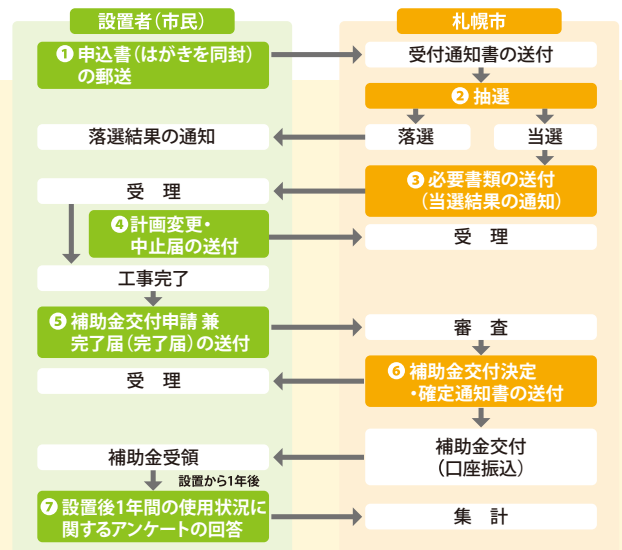 設置者(市民)
札幌市
❶申込書(はがきを同封)
の郵送
受付通知書の送付
❷抽選
落選結果の通知
落選
当選
❸必要書類の送付
(当選結果の通知)
受　理
❹計画変更・
中止届の送付
受　理
工事完了
❺補助金交付申請 兼
完了届(完了届)の送付
審　査
❻補助金交付決定
・確定通知書の送付
受　理
補助金交付
(口座振込)
補助金受領
設置から1年後
❼設置後1年間の使用状況に
関するアンケートの回答
集　計